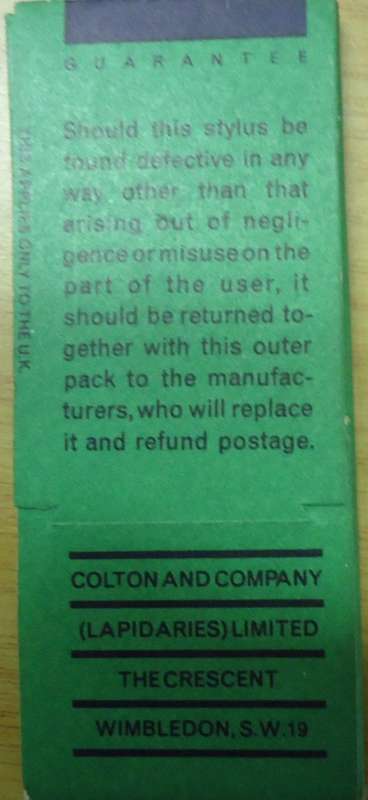 GUARANTEE
Should this stylus be
found defective in any
way other than that
arising out of negli-
gence or misuse on the
part of the user, it
should be returned to-
gether with this outer
pack to the manufac-
turers, who will replace
it and refund postage.
THIS APPLIES ONLY TO THE U.K.
COLTON AND COMPANY
(LAPIDARIES) LIMITED
THE CRESCENT
WIMBLEDON, S.W.19